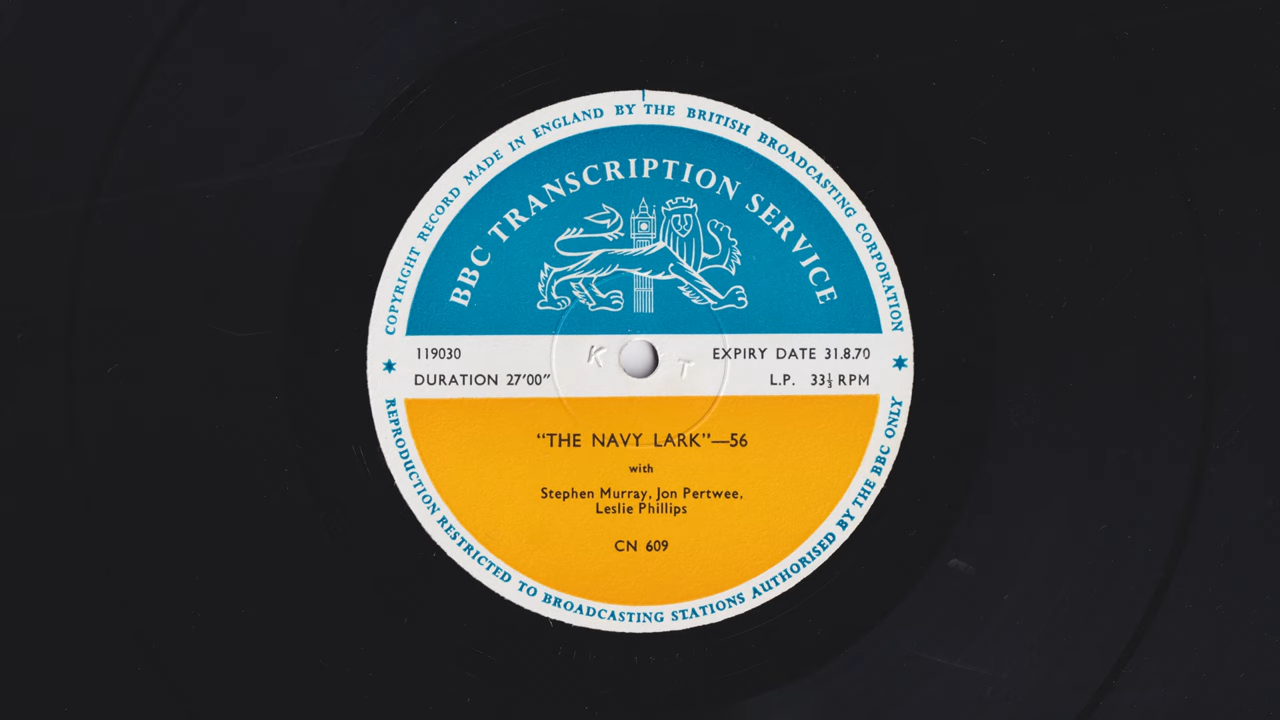 COPYRIGHT RECORD MADE IN ENGLAND BY THE BRITISH BROADCASTING CORPORATION
BBC TRANSCRIPTION SERVICE
119030
EXPIRY DATE 31.8.70
DURATION 27′00″
L.P. 33⅓ RPM
K T
“THE NAVY LARK”—56
with
Stephen Murray, Jon Pertwee,
Leslie Phillips
CN 609
REPRODUCTION RESTRICTED TO BROADCASTING STATIONS AUTHORISED BY THE BBC ONLY